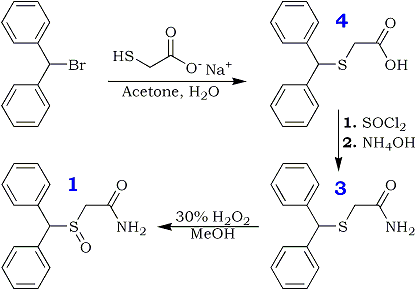 Br
HS
O
O⁻ Na⁺
Acetone, H₂O
4
O
S
OH
1. SOCl₂
2. NH₄OH
3
O
S
NH₂
30% H₂O₂
MeOH
1
O
S
NH₂
O